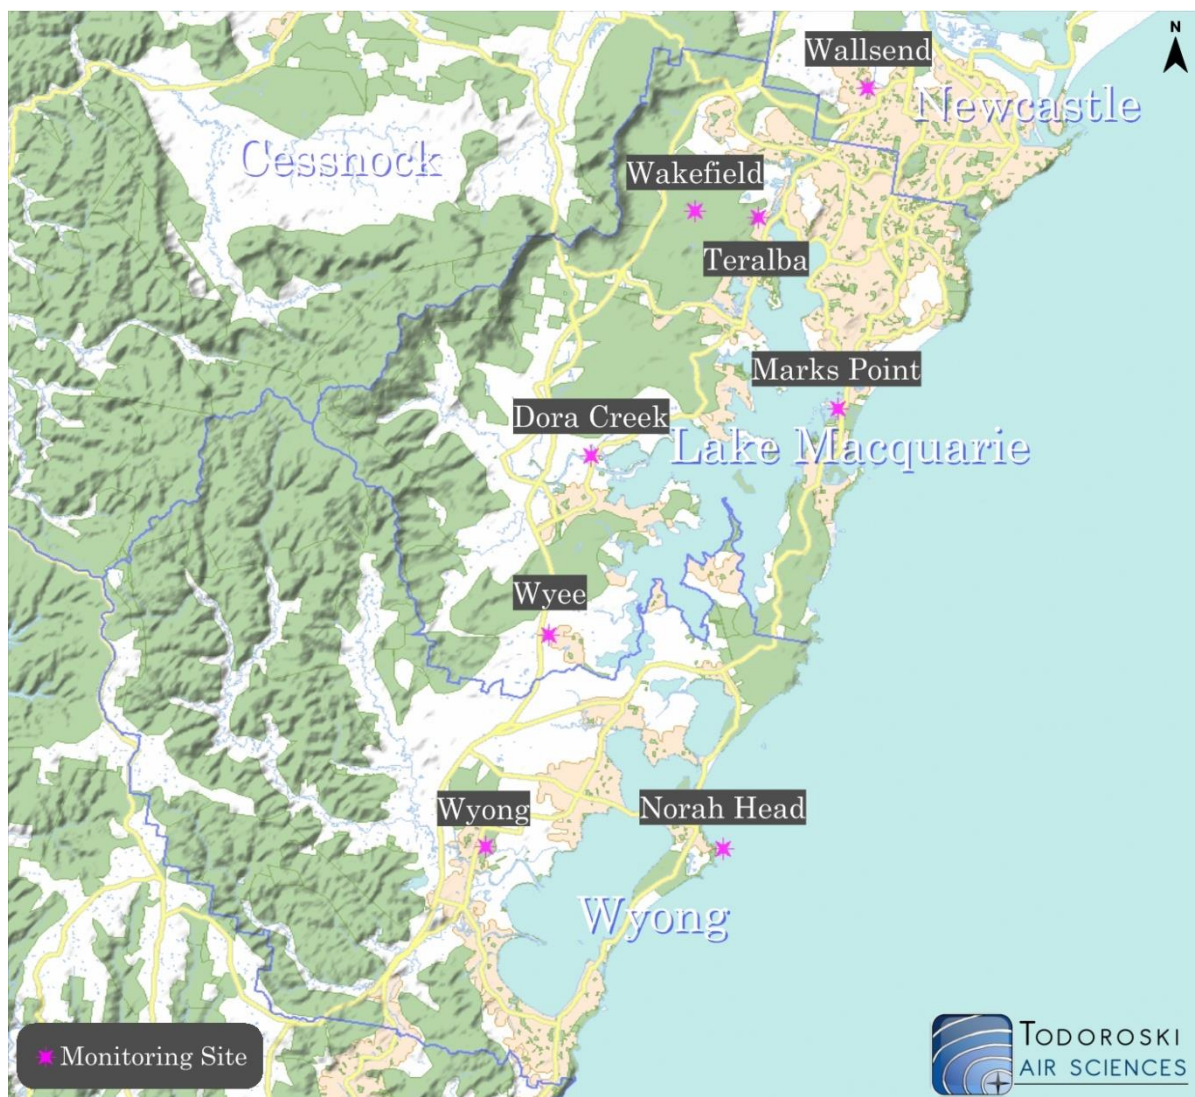 N
Wallsend
Newcastle
Cessnock
Wakefield
Teralba
Marks Point
Dora Creek
Lake Macquarie
Wyee
Wyong
Norah Head
Wyong
Monitoring Site
TODOROSKI
AIR SCIENCES